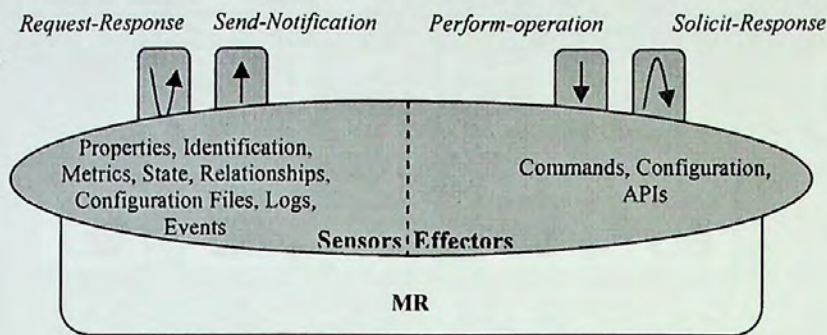 Request-Response Send-Notification Perform-operation Solicit-Response
Properties, Identification,
Metrics, State, Relationships,
Configuration Files, Logs,
Events
Commands, Configuration,
APIs
Sensors Effectors
MR